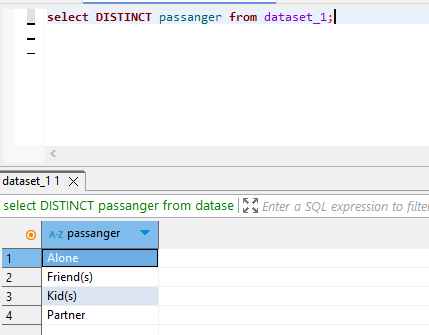 select DISTINCT passanger from dataset_1;
dataset_1 1
select DISTINCT passanger from datase
Enter a SQL expression to filter
A-Z passanger
1 Alone
2 Friend(s)
3 Kid(s)
4 Partner